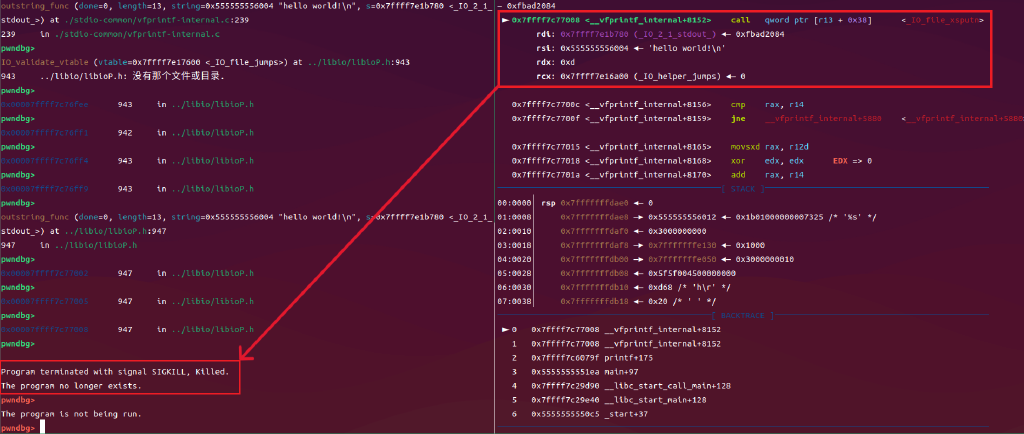 outstring_func (done=0, length=13, string=0x555555556004 "hello world!\n", s=0x7ffff7e1b780 <_IO_2_1_
stdout_>) at ./stdio-common/vfprintf-internal.c:239
239     in ./stdio-common/vfprintf-internal.c
pwndbg>
IO_validate_vtable (vtable=0x7ffff7e17600 <_IO_file_jumps>) at ../libio/libioP.h:943
943     ../libio/libioP.h: 没有那个文件或目录.
pwndbg>
0x00007ffff7c76fee      943     in ../libio/libioP.h
pwndbg>
0x00007ffff7c76ff1      942     in ../libio/libioP.h
pwndbg>
0x00007ffff7c76ff4      943     in ../libio/libioP.h
pwndbg>
0x00007ffff7c76ff9      943     in ../libio/libioP.h
pwndbg>
outstring_func (done=0, length=13, string=0x555555556004 "hello world!\n", s=0x7ffff7e1b780 <_IO_2_1_
stdout_>) at ../libio/libioP.h:947
947     in ../libio/libioP.h
pwndbg>
0x00007ffff7c77002      947     in ../libio/libioP.h
pwndbg>
0x00007ffff7c77005      947     in ../libio/libioP.h
pwndbg>
0x00007ffff7c77008      947     in ../libio/libioP.h
pwndbg>
Program terminated with signal SIGKILL, Killed.
The program no longer exists.
pwndbg>
The program is not being run.
pwndbg>
— 0xfbad2084
► 0x7ffff7c77008 <__vfprintf_internal+8152>    call   qword ptr [r13 + 0x38]      <_IO_file_xsputn>
rdi: 0x7ffff7e1b780 (_IO_2_1_stdout_) ◄— 0xfbad2084
rsi: 0x555555556004 ◄— 'hello world!\n'
rdx: 0xd
rcx: 0x7ffff7e16a00 (_IO_helper_jumps) ◄— 0
0x7ffff7c7700c <__vfprintf_internal+8156>    cmp    rax, r14
0x7ffff7c7700f <__vfprintf_internal+8159>    jne    __vfprintf_internal+5080    <__vfprintf_internal+5080
0x7ffff7c77015 <__vfprintf_internal+8165>    movsxd rax, r12d
0x7ffff7c77018 <__vfprintf_internal+8168>    xor    edx, edx     EDX => 0
0x7ffff7c7701a <__vfprintf_internal+8170>    add    rax, r14
[ STACK ]
00:0000│ rsp 0x7fffffffdae0 ◄— 0
01:0008│     0x7fffffffdae8 —► 0x555555556012 ◄— 0x1b01000000007325 /* '%s' */
02:0010│     0x7fffffffdaf0 ◄— 0x3000000000
03:0018│     0x7fffffffdaf8 —► 0x7fffffffe130 ◄— 0x1000
04:0020│     0x7fffffffdb00 —► 0x7fffffffe050 ◄— 0x3000000010
05:0028│     0x7fffffffdb08 ◄— 0x5f5f004500000000
06:0030│     0x7fffffffdb10 ◄— 0xd68 /* 'h\r' */
07:0038│     0x7fffffffdb18 ◄— 0x20 /* ' ' */
[ BACKTRACE ]
► 0   0x7ffff7c77008 __vfprintf_internal+8152
1   0x7ffff7c77008 __vfprintf_internal+8152
2   0x7ffff7c6079f printf+175
3   0x5555555551ea main+97
4   0x7ffff7c29d90 __libc_start_call_main+128
5   0x7ffff7c29e40 __libc_start_main+128
6   0x5555555550c5 _start+37